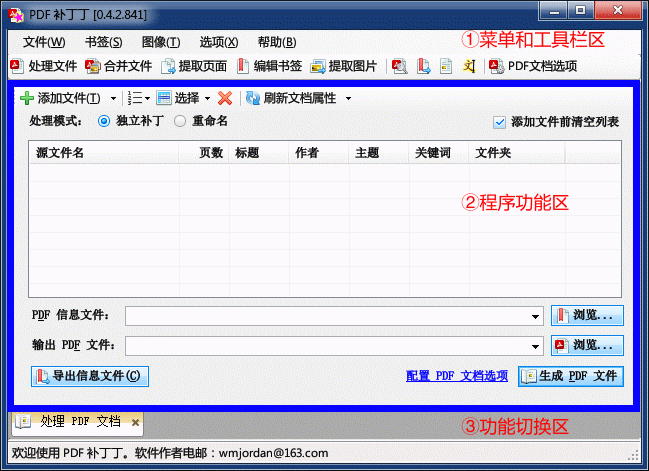 PDF 补丁丁 [0.4.2.841]
文件(W) 书签(S) 图像(T) 选项(X) 帮助(B) ①菜单和工具栏区
处理文件 合并文件 提取页面 编辑书签 提取图片 PDF文档选项
添加文件(I) 选择 刷新文档属性
处理模式: 独立补丁 重命名 添加文件前清空列表
源文件名 页数 标题 作者 主题 关键词 文件夹
②程序功能区
PDF 信息文件: 浏览...
输出 PDF 文件: 浏览...
导出信息文件(C) 配置 PDF 文档选项 生成 PDF 文件
处理 PDF 文档 ③功能切换区
欢迎使用 PDF 补丁丁。软件作者电邮：wmjordan@163.com